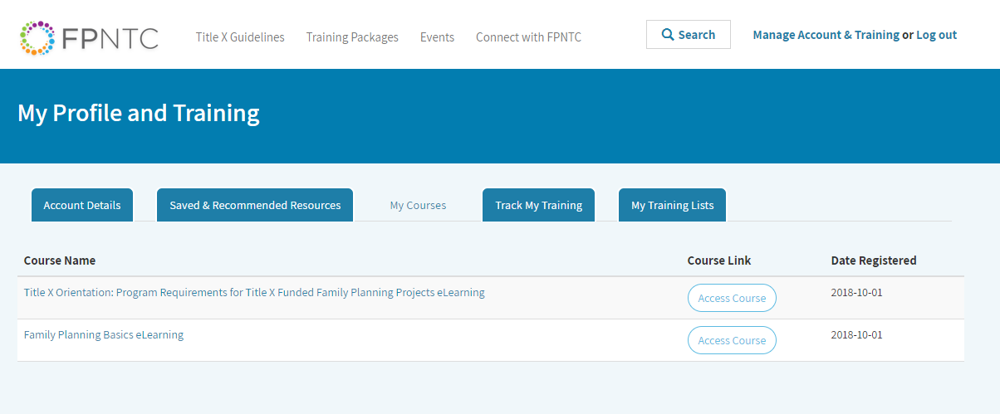 FPNTC
Title X Guidelines Training Packages Events Connect with FPNTC
Search
Manage Account & Training or Log out
My Profile and Training
Account Details Saved & Recommended Resources My Courses Track My Training My Training Lists
Course Name Course Link Date Registered
Title X Orientation: Program Requirements for Title X Funded Family Planning Projects eLearning Access Course 2018-10-01
Family Planning Basics eLearning Access Course 2018-10-01